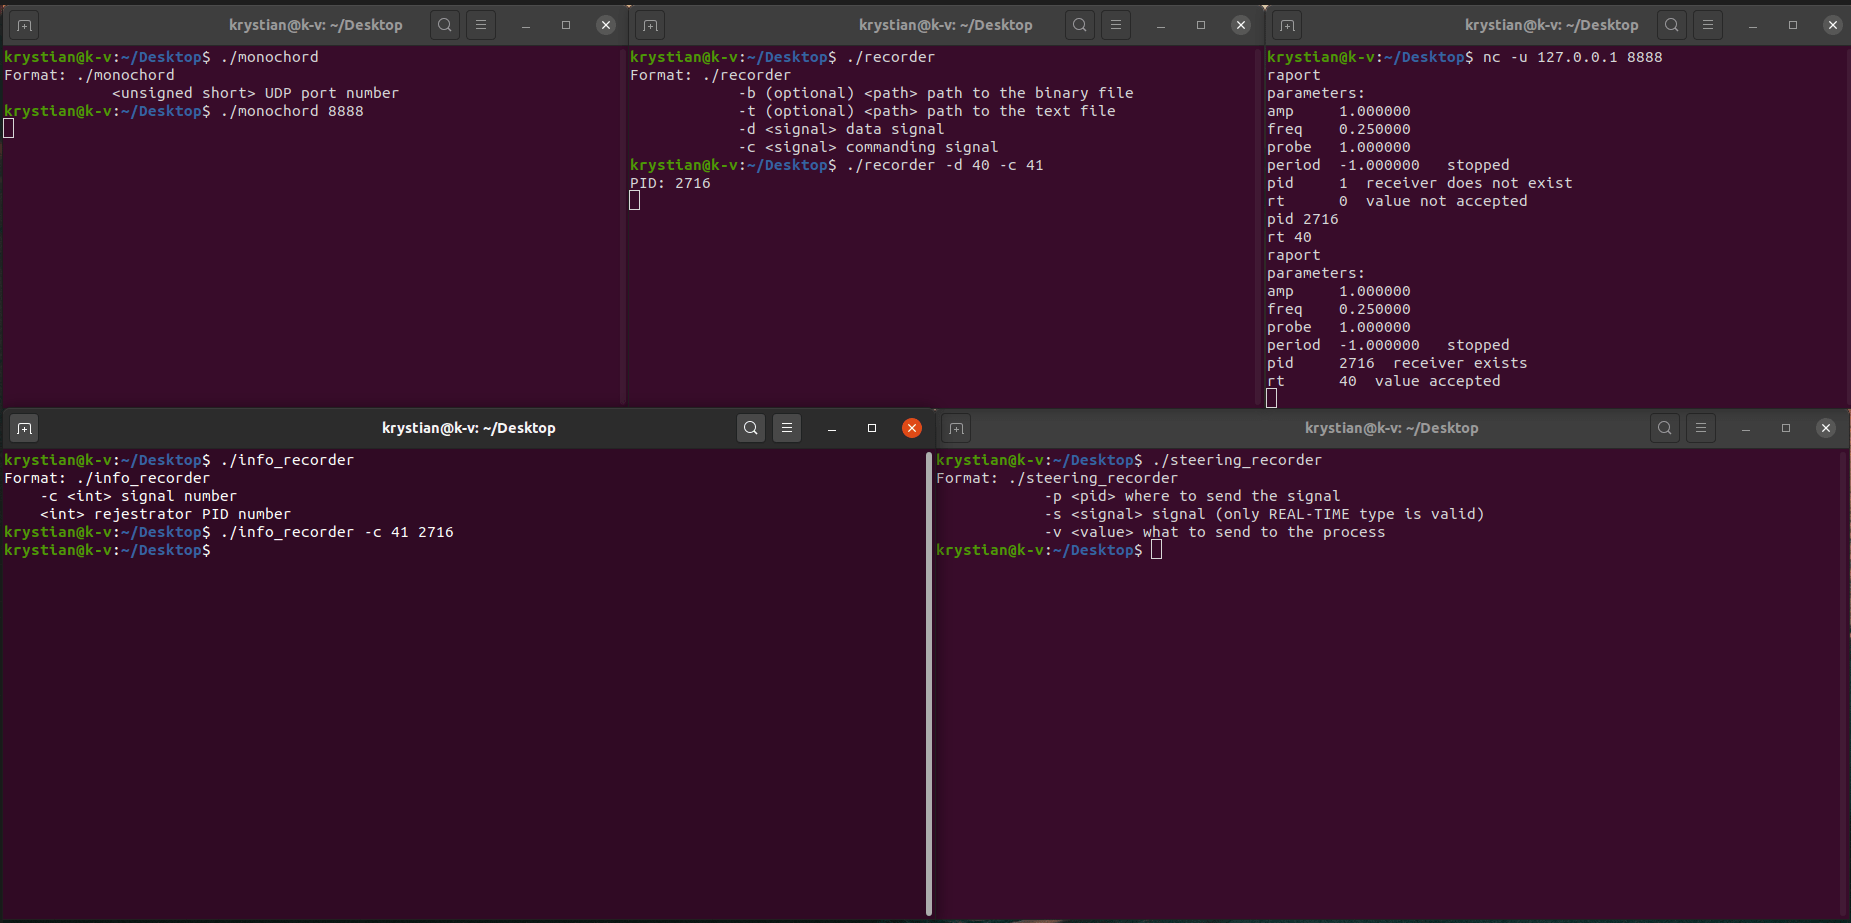 krystian@k-v: ~/Desktop
krystian@k-v:~/Desktop$ ./monochord
Format: ./monochord
<unsigned short> UDP port number
krystian@k-v:~/Desktop$ ./monochord 8888
krystian@k-v: ~/Desktop
krystian@k-v:~/Desktop$ ./recorder
Format: ./recorder
-b (optional) <path> path to the binary file
-t (optional) <path> path to the text file
-d <signal> data signal
-c <signal> commanding signal
krystian@k-v:~/Desktop$ ./recorder -d 40 -c 41
PID: 2716
krystian@k-v: ~/Desktop
krystian@k-v:~/Desktop$ nc -u 127.0.0.1 8888
raport
parameters:
amp 1.000000
freq 0.250000
probe 1.000000
period -1.000000 stopped
pid 1 receiver does not exist
rt 0 value not accepted
pid 2716
rt 40
raport
parameters:
amp 1.000000
freq 0.250000
probe 1.000000
period -1.000000 stopped
pid 2716 receiver exists
rt 40 value accepted
krystian@k-v: ~/Desktop
krystian@k-v:~/Desktop$ ./info_recorder
Format: ./info_recorder
-c <int> signal number
<int> rejestrator PID number
krystian@k-v:~/Desktop$ ./info_recorder -c 41 2716
krystian@k-v:~/Desktop$
krystian@k-v: ~/Desktop
krystian@k-v:~/Desktop$ ./steering_recorder
Format: ./steering_recorder
-p <pid> where to send the signal
-s <signal> signal (only REAL-TIME type is valid)
-v <value> what to send to the process
krystian@k-v:~/Desktop$